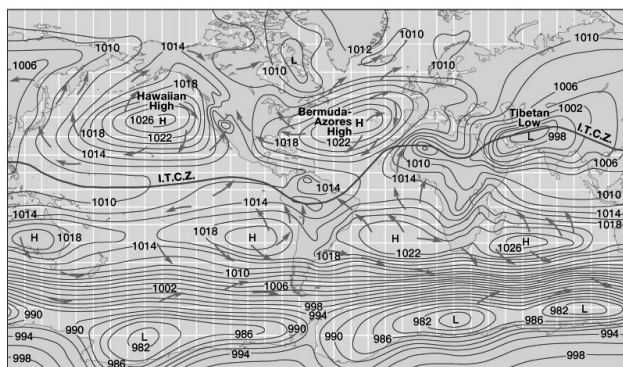 1010 1014 1012 1010 1010
1006 L 1010 1010
1018 1006
Hawaiian High
Bermuda-Azores High
Tibetan Low
1002
1026 H H L 998
1018 1022 1018 1022
1014 1010 1006
I.T.C.Z.
I.T.C.Z.
1014 1014
1010 1010
1014 1014 1014
1018
H 1018 1014 1018 H H H
1018 1022 1026
1010
1002 1006
998
990 994 982 L 982 L
990 L 986 990 990 986
994 982 986 994
998 986 994 998